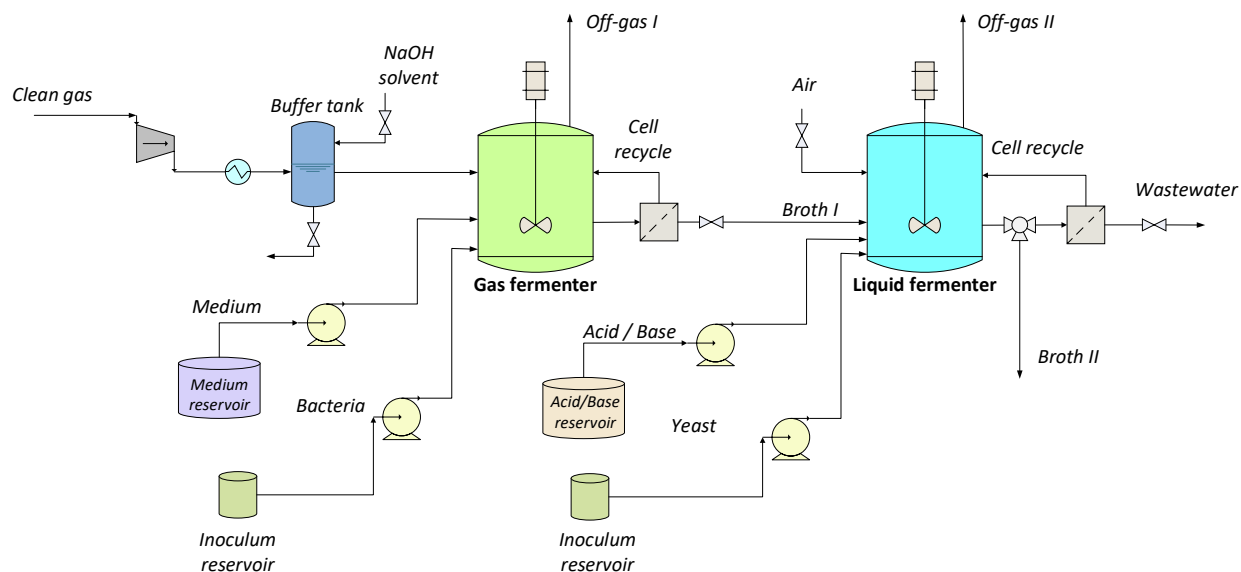 Off-gas I
Off-gas II
NaOH
solvent
Clean gas
Buffer tank
Air
Cell
recycle
Cell recycle
Wastewater
Broth I
Gas fermenter
Liquid fermenter
Medium
Acid / Base
Broth II
Medium
reservoir
Bacteria
Acid/Base
reservoir
Yeast
Inoculum
reservoir
Inoculum
reservoir